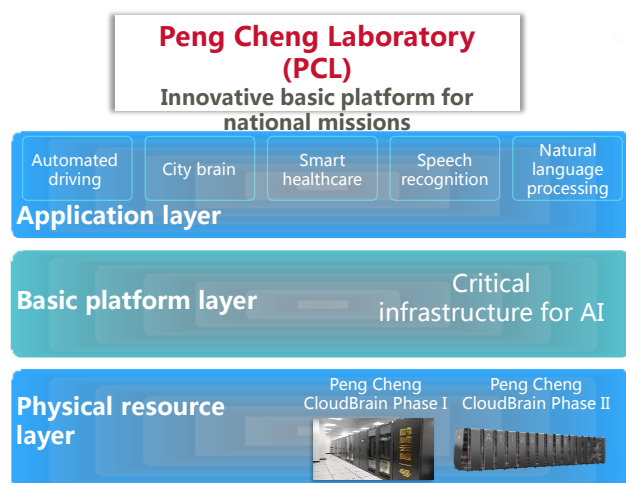 Peng Cheng Laboratory
(PCL)
Innovative basic platform for
national missions
Automated
driving
City brain
Smart
healthcare
Speech
recognition
Natural
language
processing
Application layer
Basic platform layer
Critical
infrastructure for AI
Physical resource
layer
Peng Cheng
CloudBrain Phase I
Peng Cheng
CloudBrain Phase II